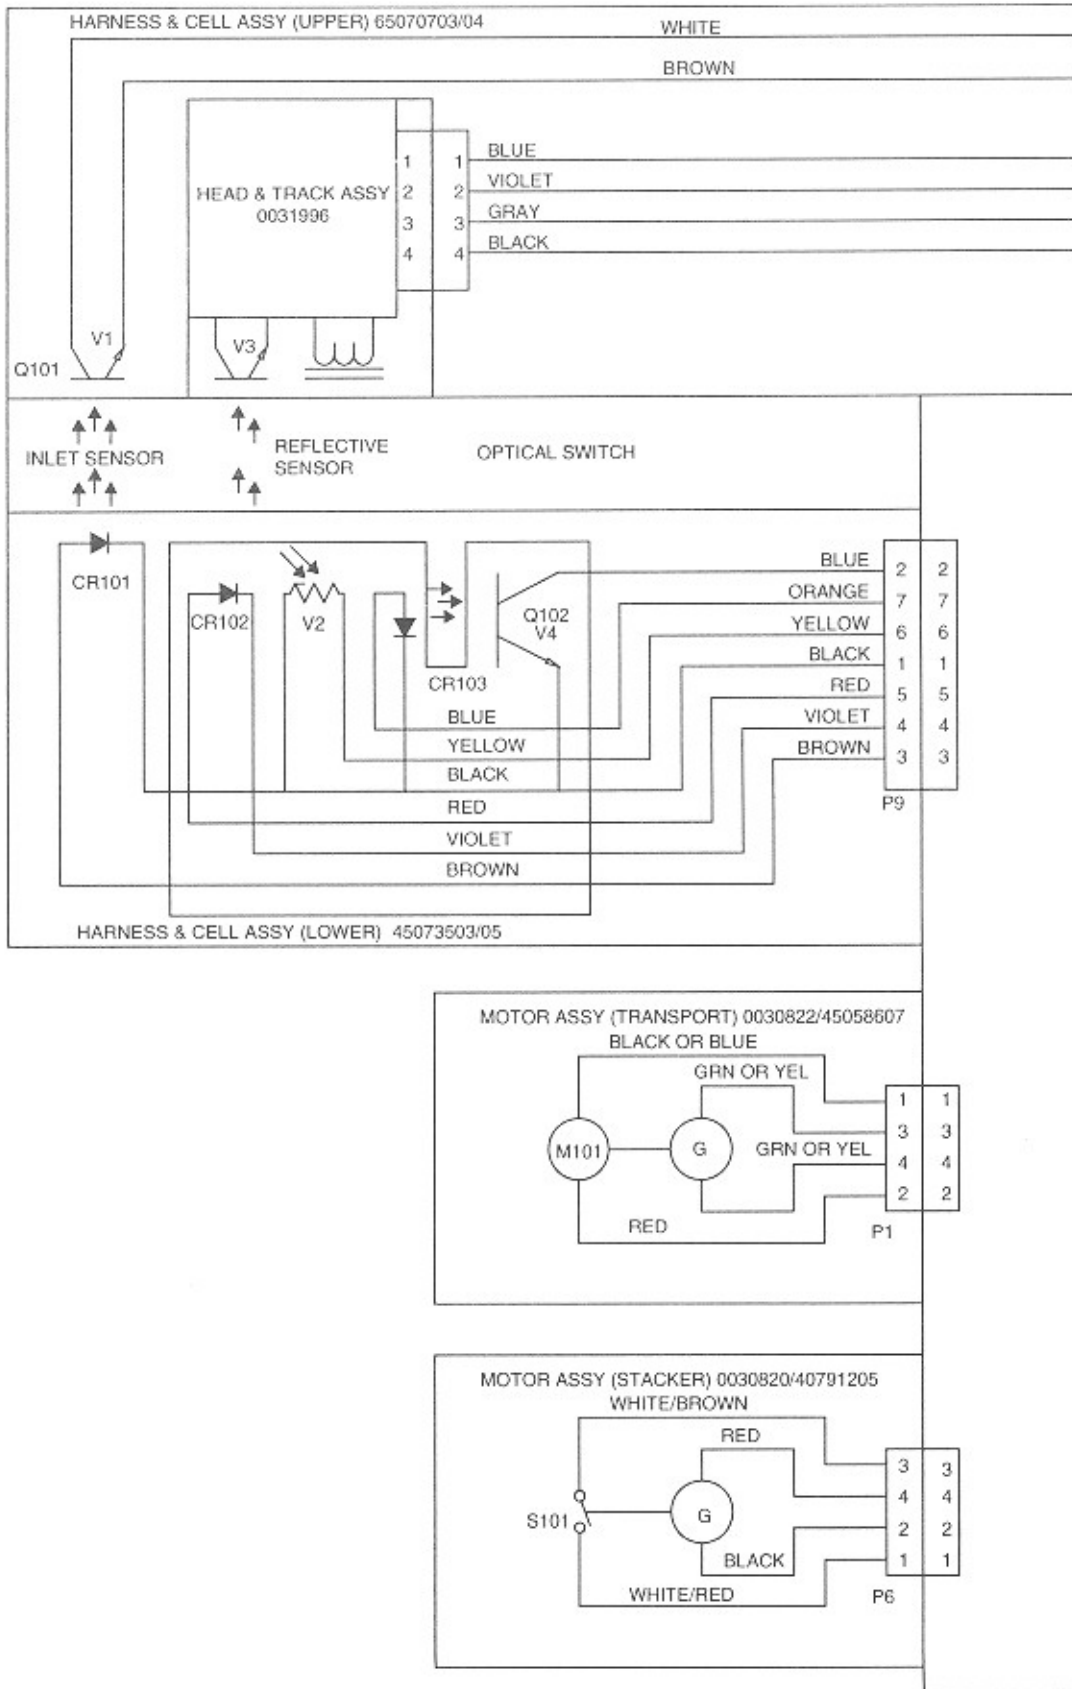 HARNESS & CELL ASSY (UPPER) 65070703/04
WHITE
BROWN
HEAD & TRACK ASSY
0031996
1 1 BLUE
2 2 VIOLET
3 3 GRAY
4 4 BLACK
V1
V3
Q101
INLET SENSOR
REFLECTIVE
SENSOR
OPTICAL SWITCH
CR101
CR102
V2
CR103
Q102
V4
BLUE 2 2
ORANGE 7 7
YELLOW 6 6
BLACK 1 1
RED 5 5
VIOLET 4 4
BROWN 3 3
P9
BLUE
YELLOW
BLACK
RED
VIOLET
BROWN
HARNESS & CELL ASSY (LOWER) 45073503/05
MOTOR ASSY (TRANSPORT) 0030822/45058607
BLACK OR BLUE
GRN OR YEL
M101
G
GRN OR YEL
RED
1 1
3 3
4 4
2 2
P1
MOTOR ASSY (STACKER) 0030820/40791205
WHITE/BROWN
RED
S101
G
BLACK
WHITE/RED
3 3
4 4
2 2
1 1
P6